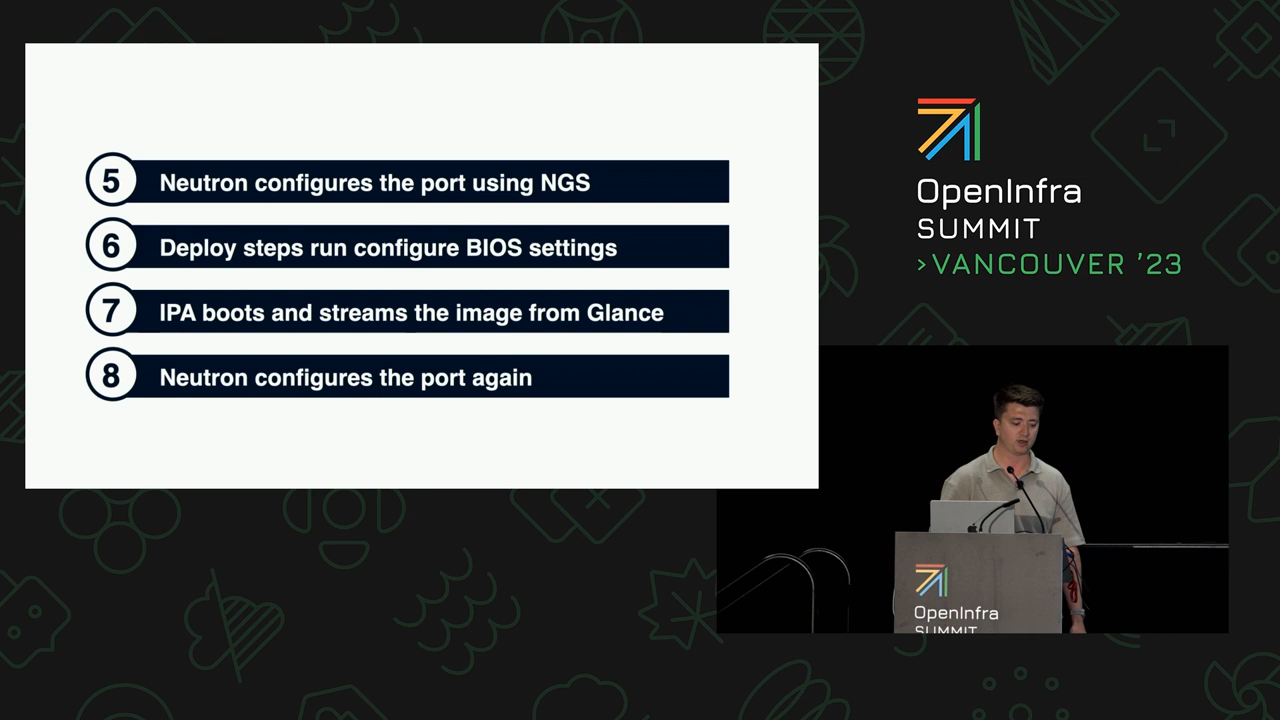 5 Neutron configures the port using NGS
6 Deploy steps run configure BIOS settings
7 IPA boots and streams the image from Glance
8 Neutron configures the port again
OpenInfra
SUMMIT
>VANCOUVER ’23
OpenInfra
SUMMIT